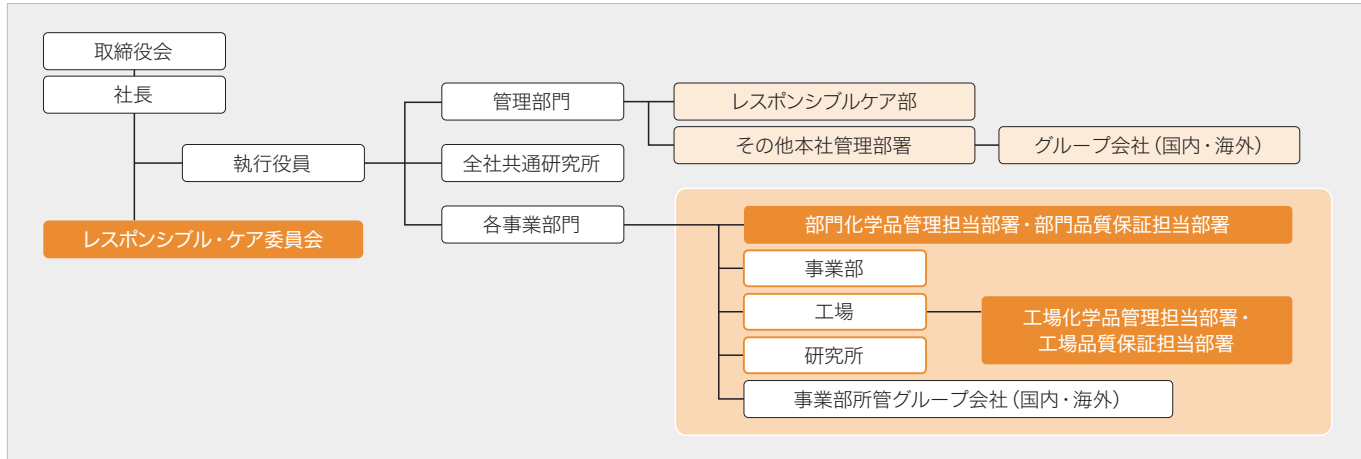 取締役会
社長
執行役員
レスポンシブル・ケア委員会
管理部門
全社共通研究所
各事業部門
レスポンシブルケア部
その他本社管理部署
グループ会社（国内・海外）
部門化学品管理担当部署・部門品質保証担当部署
事業部
工場
工場化学品管理担当部署・
工場品質保証担当部署
研究所
事業部所管グループ会社（国内・海外）